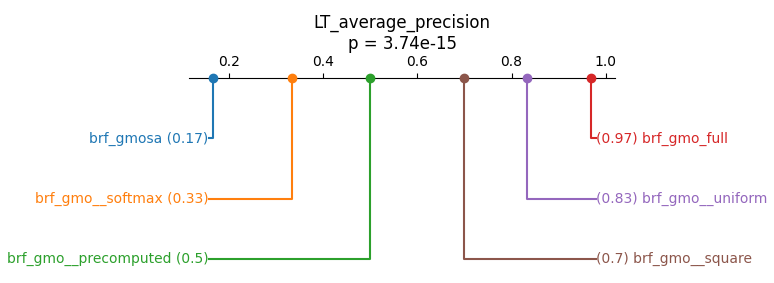 LT_average_precision
p = 3.74e-15
0.2 0.4 0.6 0.8 1.0
brf_gmosa (0.17) (0.97) brf_gmo_full
brf_gmo__softmax (0.33) (0.83) brf_gmo__uniform
brf_gmo__precomputed (0.5) (0.7) brf_gmo__square